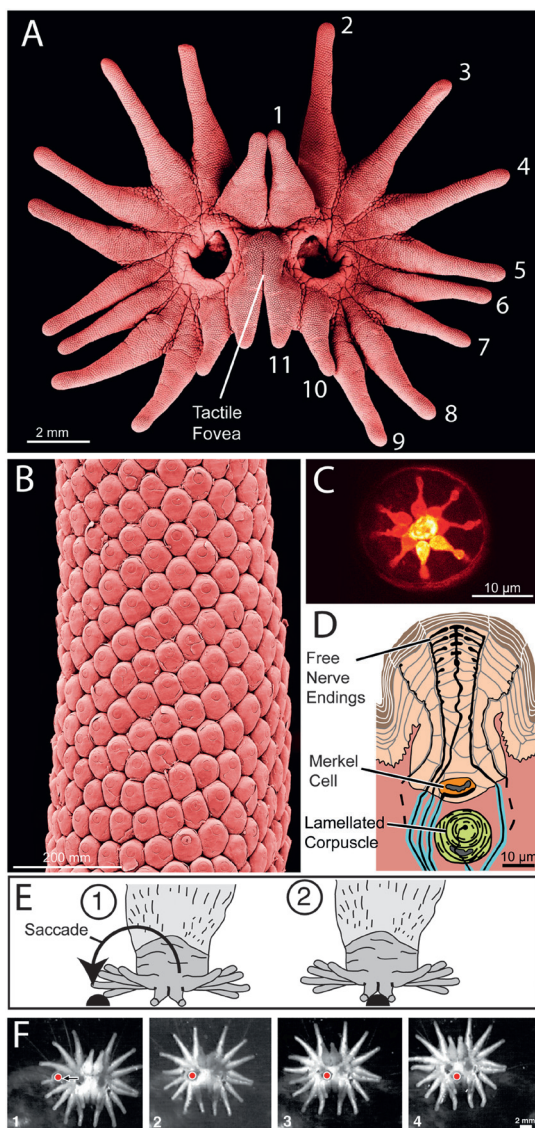 A
1
2
3
4
5
6
7
8
9
10
11
Tactile
Fovea
2 mm
B
200 mm
C
10 µm
D
Free
Nerve
Endings
Merkel
Cell
Lamellated
Corpuscle
10 µm
E
1
2
Saccade
F
1
2
3
4
2 mm